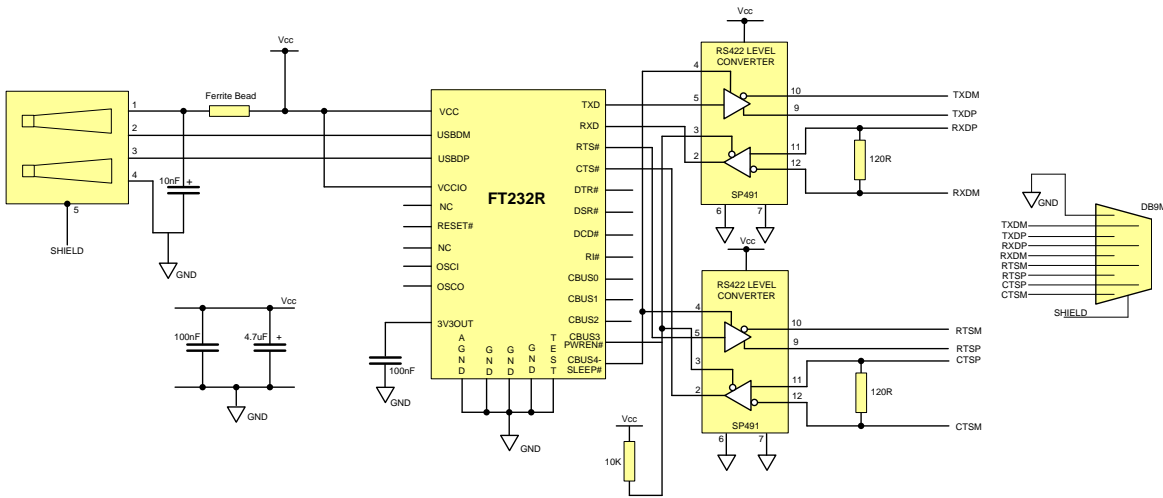 Vcc
RS422 LEVEL
CONVERTER
4
10
TXDM
5
9
TXDP
3
RXDP
11
2
12
120R
RXDM
SP491
6
7
Vcc
Ferrite Bead
1
2
3
4
10nF
+
5
SHIELD
GND
VCC
USBDM
USBDP
VCCIO
NC
RESET#
NC
OSCI
OSCO
3V3OUT
FT232R
TXD
RXD
RTS#
CTS#
DTR#
DSR#
DCD#
RI#
CBUS0
CBUS1
CBUS2
CBUS3
PWREN#
CBUS4-
SLEEP#
AGND
GND
GND
GND
TEST
GND
100nF
GND
Vcc
100nF
4.7uF
+
GND
Vcc
RS422 LEVEL
CONVERTER
4
10
RTSM
5
9
RTSP
3
CTSP
11
2
12
120R
CTSM
SP491
6
7
Vcc
10K
GND
DB9M
TXDM
TXDP
RXDP
RXDM
RTSM
RTSP
CTSP
CTSM
SHIELD